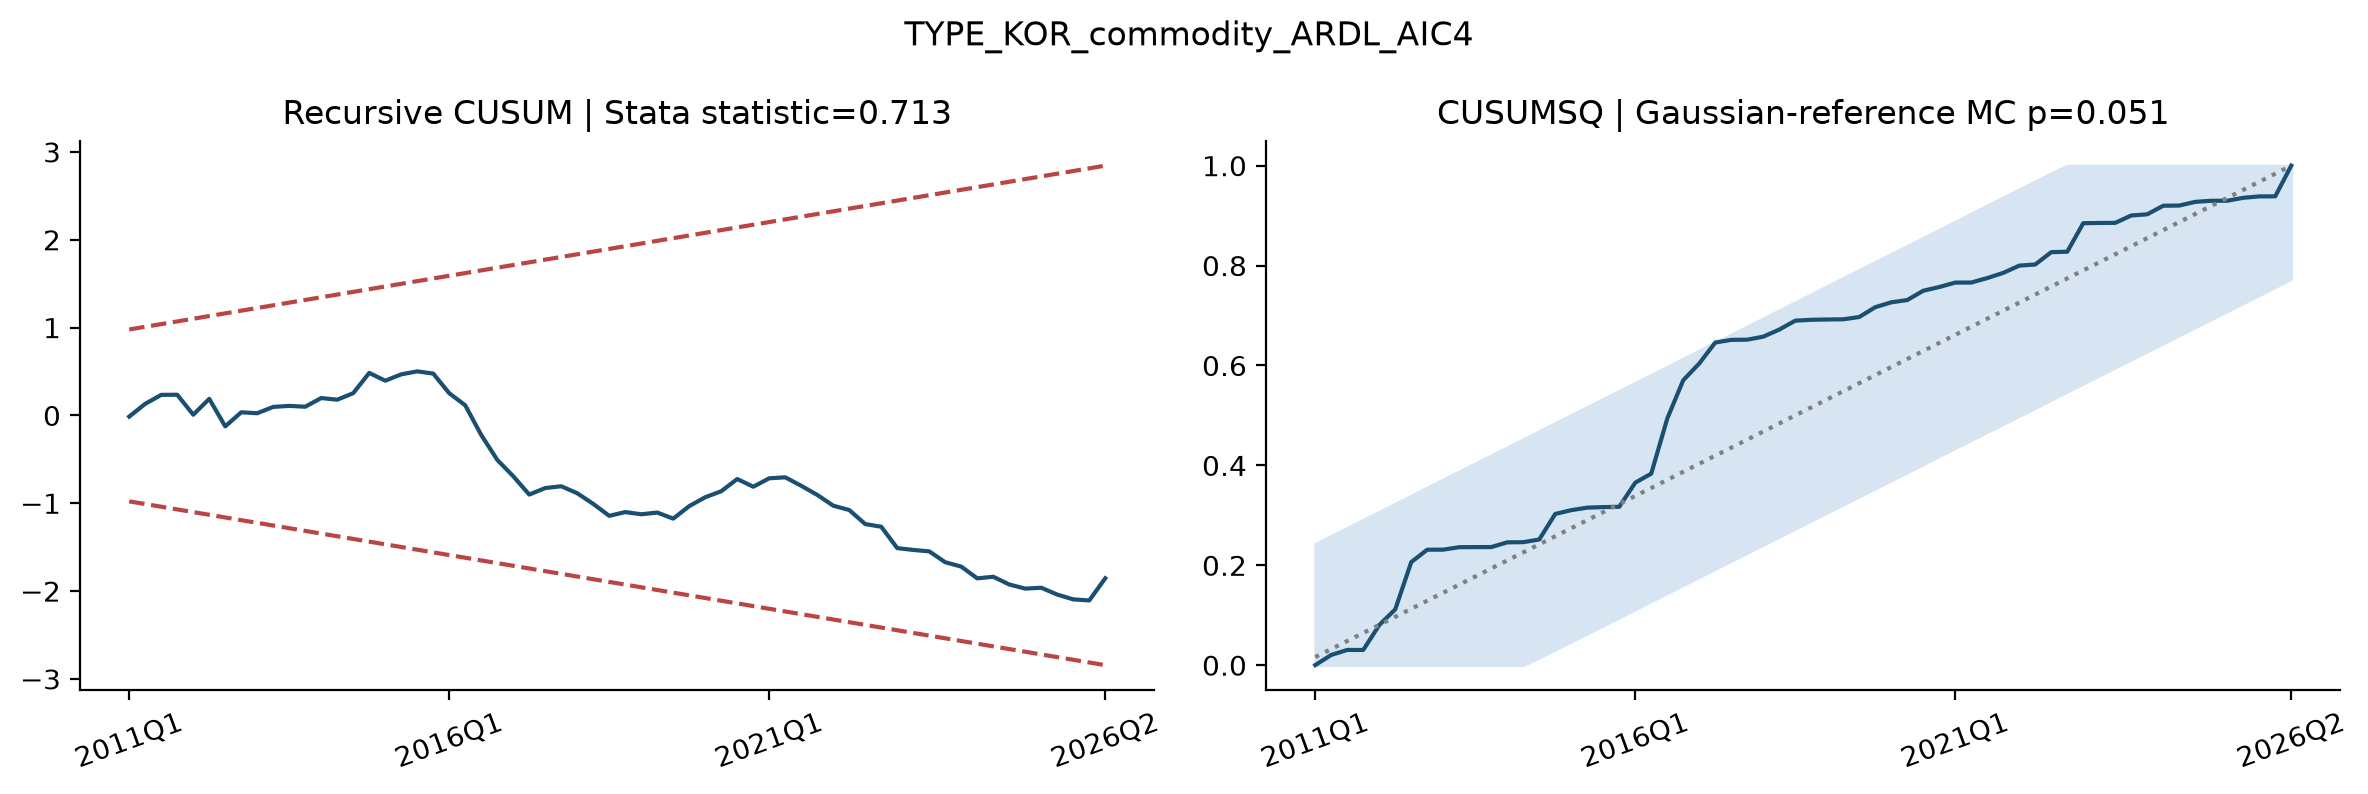 TYPE_KOR_commodity_ARDL_AIC4
Recursive CUSUM | Stata statistic=0.713
3
2
1
0
−1
−2
−3
2011Q1
2016Q1
2021Q1
2026Q2
CUSUMSQ | Gaussian-reference MC p=0.051
1.0
0.8
0.6
0.4
0.2
0.0
2011Q1
2016Q1
2021Q1
2026Q2